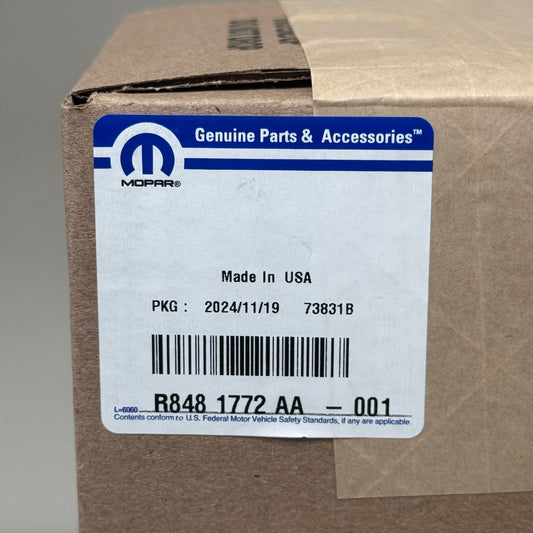 Genuine Parts & Accessories™
MOPAR®
Made In USA
PKG : 2024/11/19 73831B
R848 1772 AA - 001
L=6060
Contents conform to U.S. Federal Motor Vehicle Safety Standards, if any are applicable.